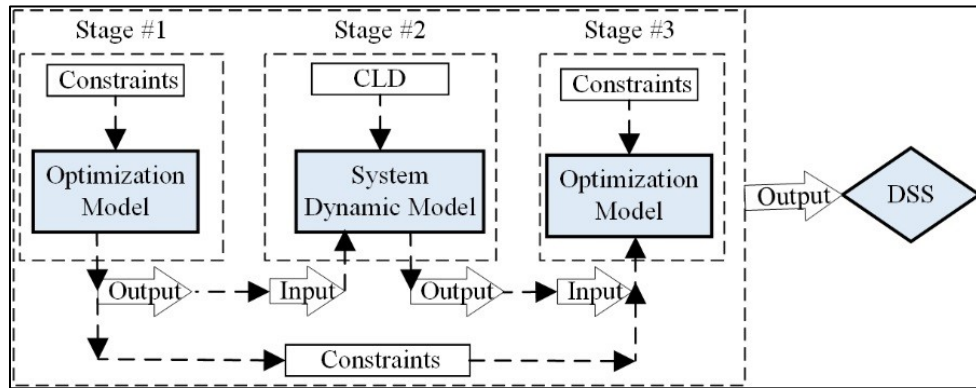 Stage #1
Stage #2
Stage #3
Constraints
CLD
Constraints
Optimization
Model
System
Dynamic Model
Optimization
Model
Output
DSS
Output
Input
Output
Input
Constraints